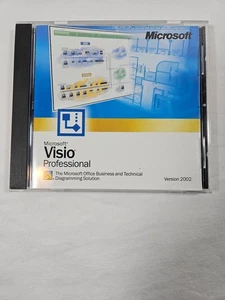 Microsoft
Microsoft®
Visio®
Professional
The Microsoft Office Business and Technical
Diagramming Solution
Version 2002